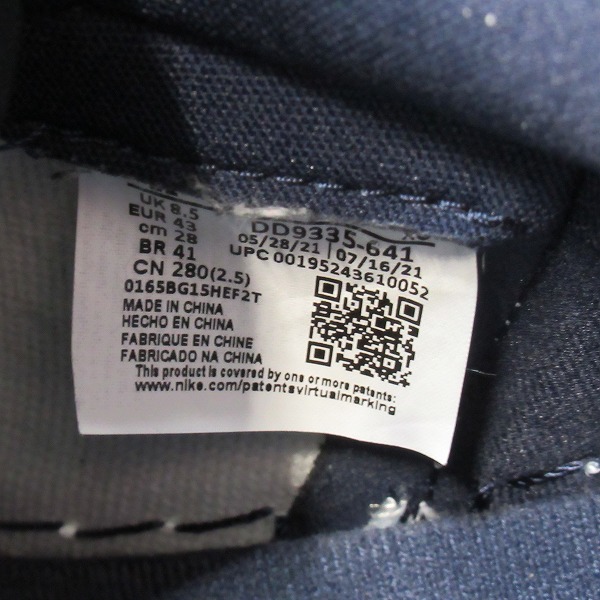 UK 8.5
EUR 43
cm 28
BR 41
CN 280(2.5)
0165BG15HEF2T
DD9335-641
05/28/21 07/16/21
UPC 00195243610052
MADE IN CHINA
HECHO EN CHINA
FABRIQUE EN CHINE
FABRICADO NA CHINA
This product is covered by one or more patents:
www.nike.com/patentsvirtualmarking